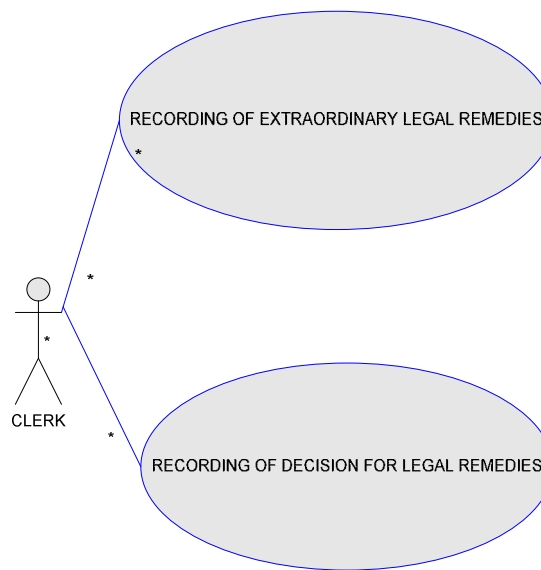 RECORDING OF EXTRAORDINARY LEGAL REMEDIES
*
*
*
CLERK
*
RECORDING OF DECISION FOR LEGAL REMEDIES